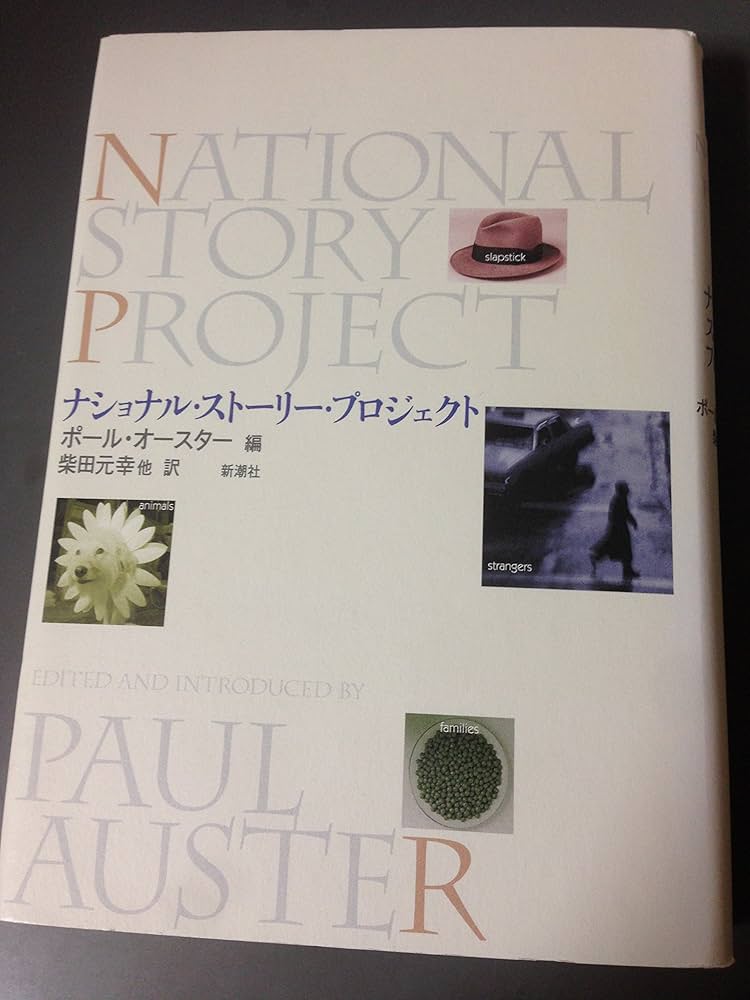 NATIONAL
STORY
slapstick
PROJECT
ナショナル・ストーリー・プロジェクト
ポール・オースター 編
柴田元幸他 訳 新潮社
animals
strangers
EDITED AND INTRODUCED BY
families
PAUL
AUSTER